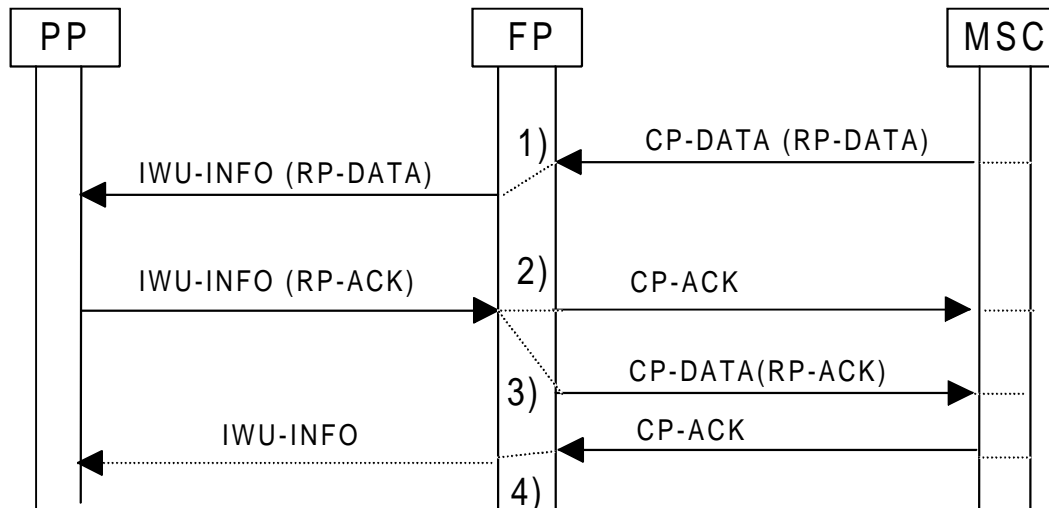 PP
FP
MSC
1)
CP-DATA (RP-DATA)
IWU-INFO (RP-DATA)
2)
IWU-INFO (RP-ACK)
CP-ACK
3)
CP-DATA(RP-ACK)
IWU-INFO
CP-ACK
4)